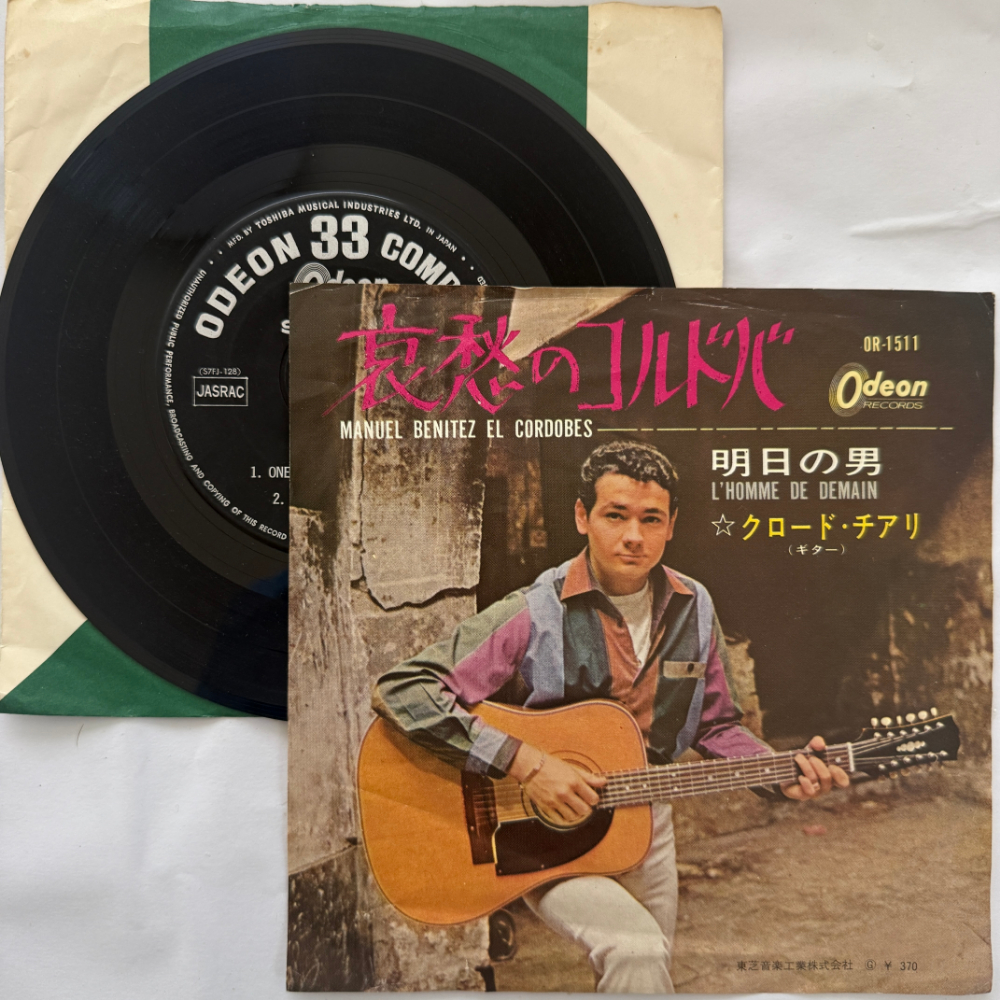 MFD. BY TOSHIBA MUSICAL INDUSTRIES LTD. IN JAPAN
ODEON 33
Odeon
(S7FJ-128)
JASRAC
UNAUTHORIZED PUBLIC PERFORMANCE, BROADCASTING AND COPYING OF THIS RECORD
1. ONE
2.
哀愁のコルドバ
OR-1511
Odeon
RECORDS
MANUEL BENITEZ EL CORDOBES
明日の男
L'HOMME DE DEMAIN
☆クロード・チアリ
(ギター)
東芝音楽工業株式会社 Ⓖ ¥ 370